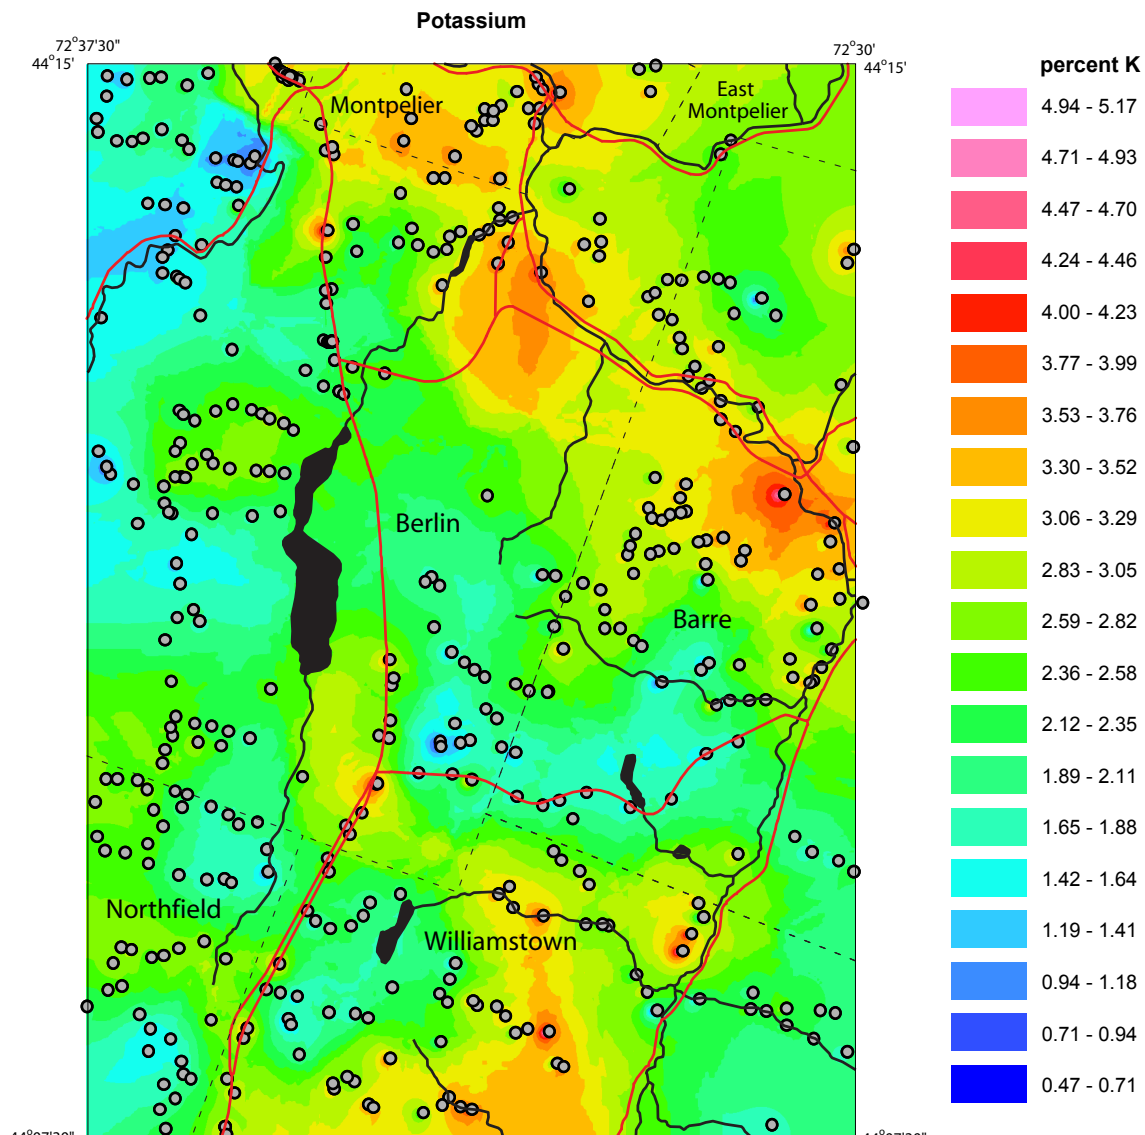 Potassium
72°37'30"
44°15'
72°30'
44°15'
percent K
Montpelier
East
Montpelier
Berlin
Barre
Northfield
Williamstown
4.94 - 5.17
4.71 - 4.93
4.47 - 4.70
4.24 - 4.46
4.00 - 4.23
3.77 - 3.99
3.53 - 3.76
3.30 - 3.52
3.06 - 3.29
2.83 - 3.05
2.59 - 2.82
2.36 - 2.58
2.12 - 2.35
1.89 - 2.11
1.65 - 1.88
1.42 - 1.64
1.19 - 1.41
0.94 - 1.18
0.71 - 0.94
0.47 - 0.71